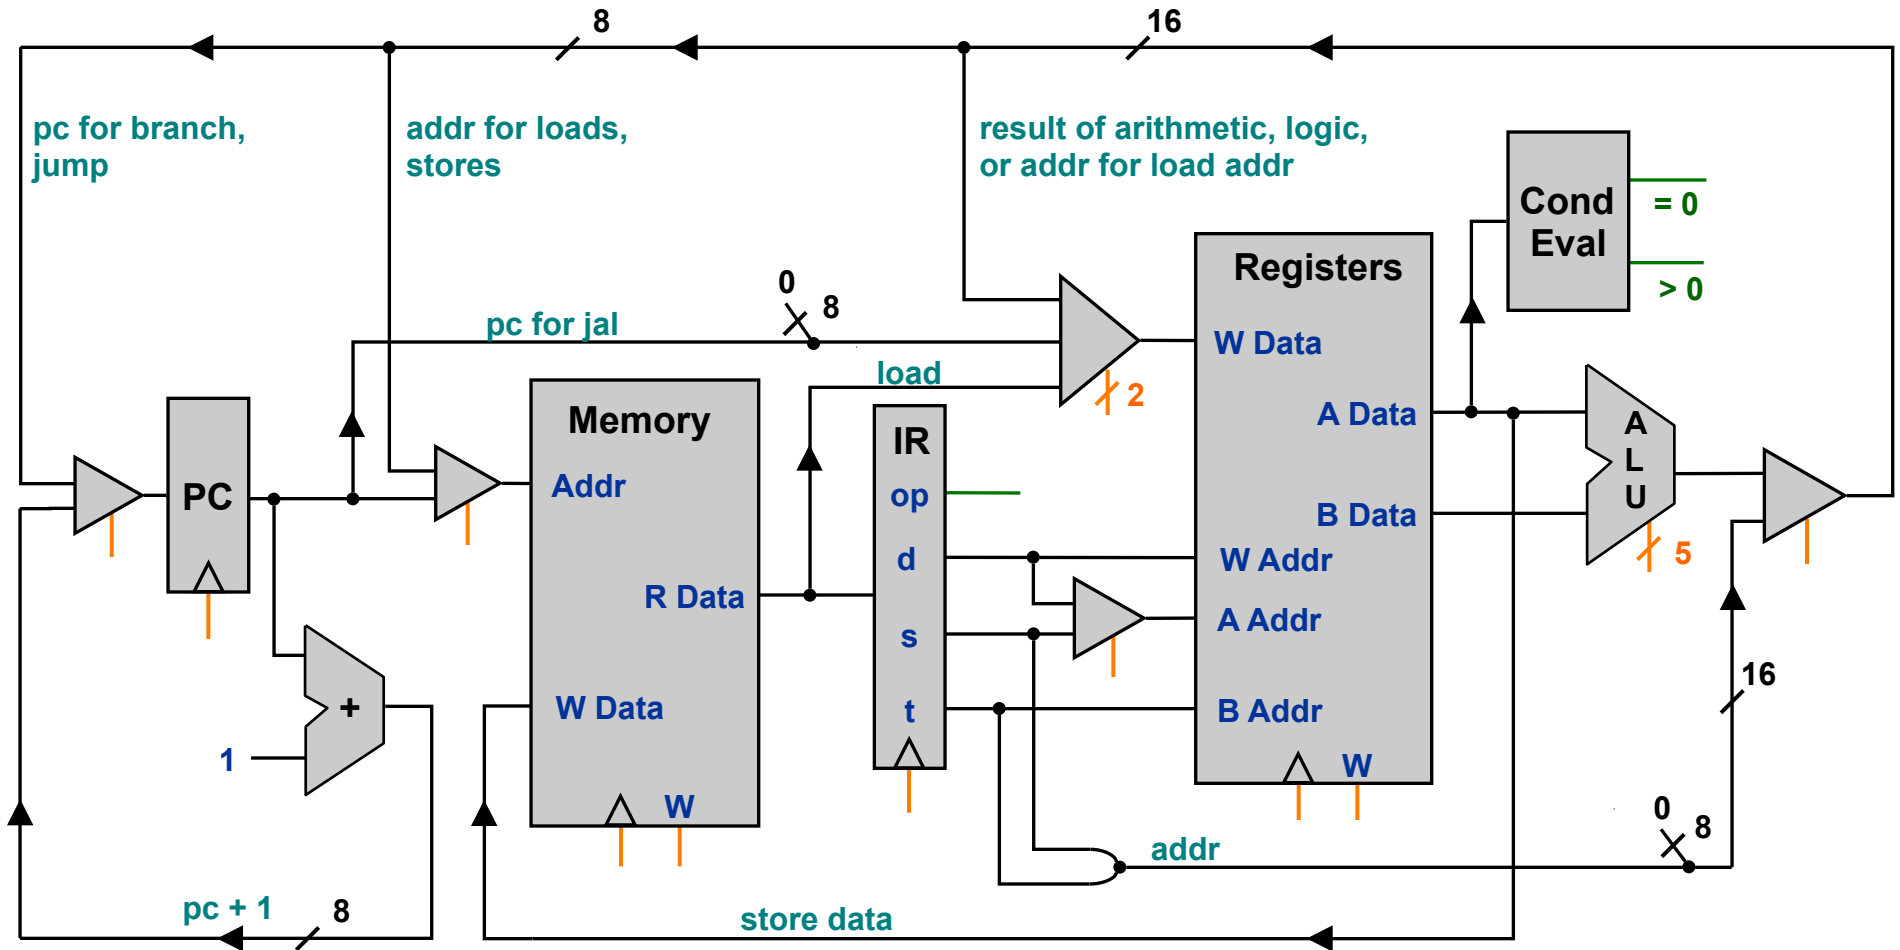 8
16
pc for branch,
jump
addr for loads,
stores
result of arithmetic, logic,
or addr for load addr
Cond
Eval
= 0
> 0
Registers
0
8
pc for jal
W Data
load
2
Memory
IR
A Data
A
L
U
PC
Addr
op
B Data
5
d
W Addr
R Data
s
A Addr
16
+
W Data
t
B Addr
1
W
W
0
8
addr
pc + 1
8
store data